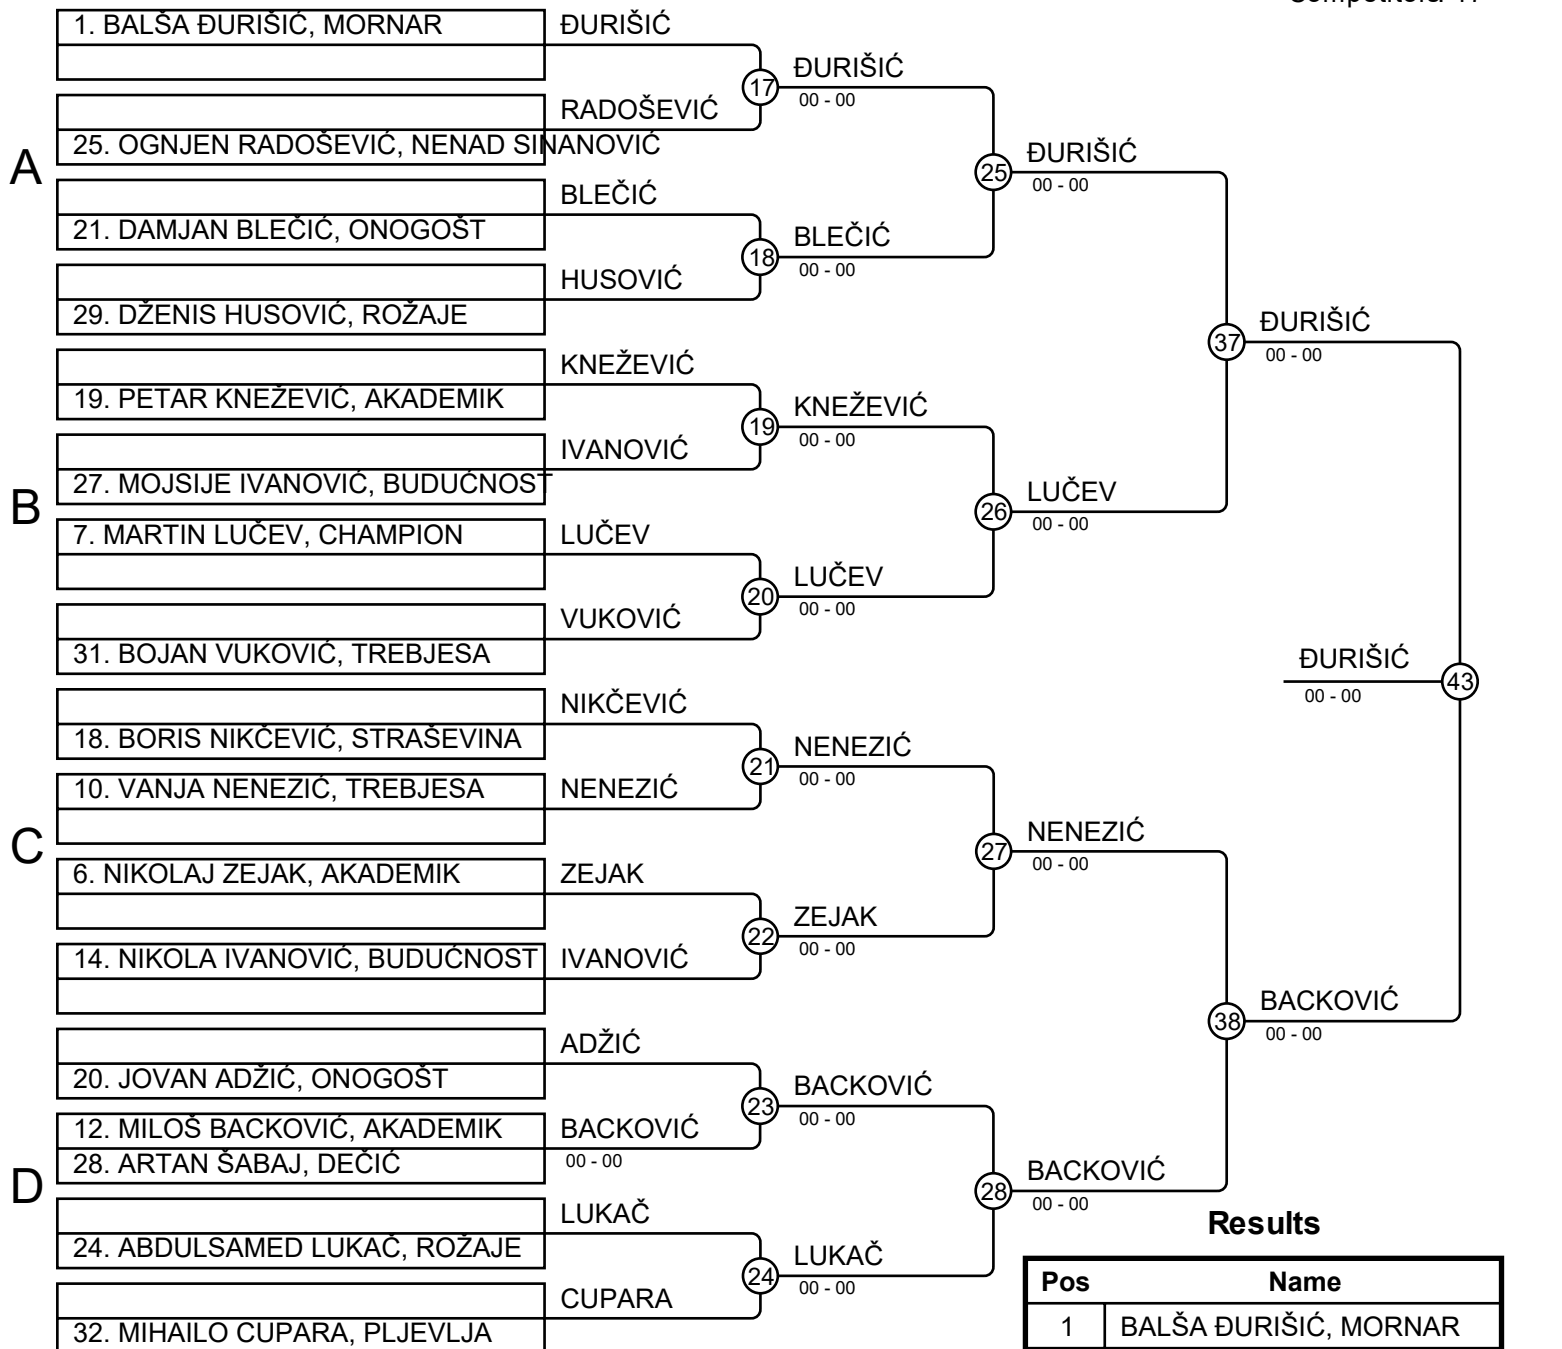 1. BALŠA ĐURIŠIĆ, MORNAR
ĐURIŠIĆ
17
ĐURIŠIĆ
00 - 00
RADOŠEVIĆ
25. OGNJEN RADOŠEVIĆ, NENAD SINANOVIĆ
A
25
ĐURIŠIĆ
00 - 00
BLEČIĆ
21. DAMJAN BLEČIĆ, ONOGOŠT
18
BLEČIĆ
00 - 00
HUSOVIĆ
29. DŽENIS HUSOVIĆ, ROŽAJE
37
ĐURIŠIĆ
00 - 00
KNEŽEVIĆ
19. PETAR KNEŽEVIĆ, AKADEMIK
19
KNEŽEVIĆ
00 - 00
IVANOVIĆ
27. MOJSIJE IVANOVIĆ, BUDUĆNOST
B
26
LUČEV
00 - 00
7. MARTIN LUČEV, CHAMPION
LUČEV
20
LUČEV
00 - 00
VUKOVIĆ
31. BOJAN VUKOVIĆ, TREBJESA
ĐURIŠIĆ
00 - 00
43
NIKČEVIĆ
18. BORIS NIKČEVIĆ, STRAŠEVINA
21
NENEZIĆ
00 - 00
10. VANJA NENEZIĆ, TREBJESA
NENEZIĆ
C
27
NENEZIĆ
00 - 00
6. NIKOLAJ ZEJAK, AKADEMIK
ZEJAK
22
ZEJAK
00 - 00
14. NIKOLA IVANOVIĆ, BUDUĆNOST
IVANOVIĆ
38
BACKOVIĆ
00 - 00
ADŽIĆ
20. JOVAN ADŽIĆ, ONOGOŠT
23
BACKOVIĆ
00 - 00
12. MILOŠ BACKOVIĆ, AKADEMIK
BACKOVIĆ
28. ARTAN ŠABAJ, DEČIĆ
00 - 00
D
28
BACKOVIĆ
00 - 00
LUKAČ
24. ABDULSAMED LUKAČ, ROŽAJE
24
LUKAČ
00 - 00
CUPARA
32. MIHAILO CUPARA, PLJEVLJA
Results
Pos Name
1 BALŠA ĐURIŠIĆ, MORNAR